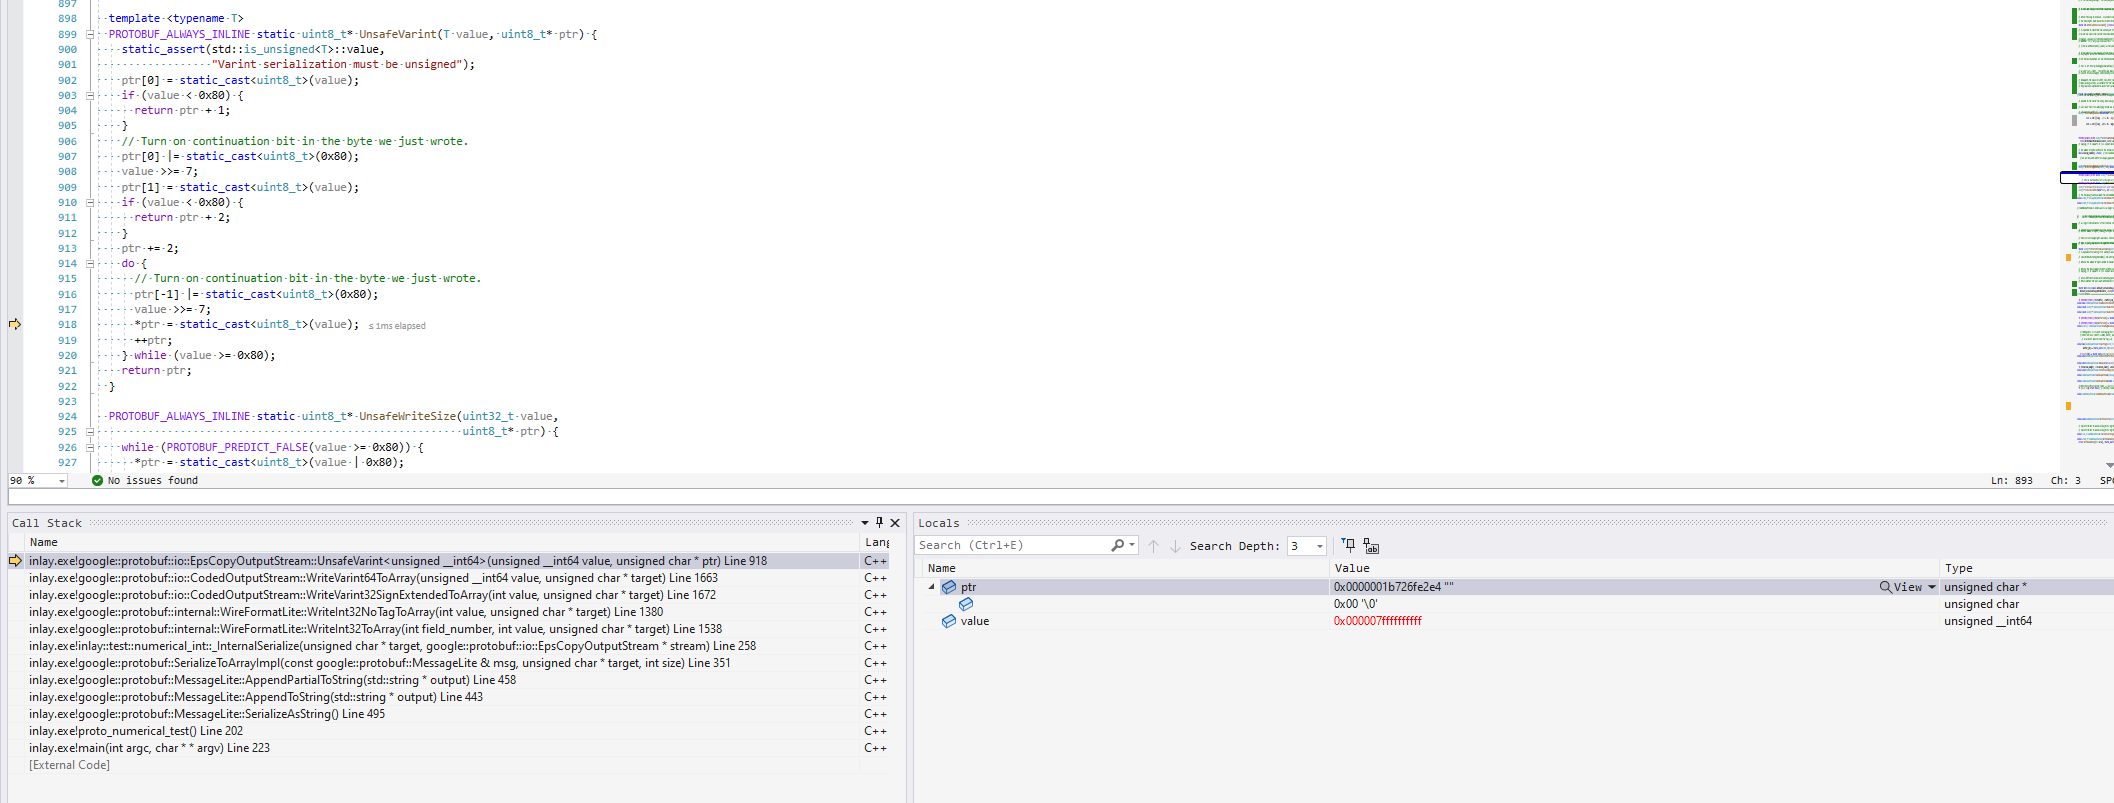 897
898 template <typename T>
899 PROTOBUF_ALWAYS_INLINE static uint8_t* UnsafeVarint(T value, uint8_t* ptr) {
900 static_assert(std::is_unsigned<T>::value,
901 "Varint serialization must be unsigned");
902 ptr[0] = static_cast<uint8_t>(value);
903 if (value < 0x80) {
904 return ptr + 1;
905 }
906 // Turn on continuation bit in the byte we just wrote.
907 ptr[0] |= static_cast<uint8_t>(0x80);
908 value >>= 7;
909 ptr[1] = static_cast<uint8_t>(value);
910 if (value < 0x80) {
911 return ptr + 2;
912 }
913 ptr += 2;
914 do {
915 // Turn on continuation bit in the byte we just wrote.
916 ptr[-1] |= static_cast<uint8_t>(0x80);
917 value >>= 7;
918 *ptr = static_cast<uint8_t>(value); ≤ 1ms elapsed
919 ++ptr;
920 } while (value >= 0x80);
921 return ptr;
922 }
923
924 PROTOBUF_ALWAYS_INLINE static uint8_t* UnsafeWriteSize(uint32_t value,
925 uint8_t* ptr) {
926 while (PROTOBUF_PREDICT_FALSE(value >= 0x80)) {
927 *ptr = static_cast<uint8_t>(value | 0x80);
90 % No issues found Ln: 893 Ch: 3 SPC
Call Stack
Name Lang
inlay.exe!google::protobuf::io::EpsCopyOutputStream::UnsafeVarint<unsigned __int64>(unsigned __int64 value, unsigned char * ptr) Line 918 C++
inlay.exe!google::protobuf::io::CodedOutputStream::WriteVarint64ToArray(unsigned __int64 value, unsigned char * target) Line 1663 C++
inlay.exe!google::protobuf::io::CodedOutputStream::WriteVarint32SignExtendedToArray(int value, unsigned char * target) Line 1672 C++
inlay.exe!google::protobuf::internal::WireFormatLite::WriteInt32NoTagToArray(int value, unsigned char * target) Line 1380 C++
inlay.exe!google::protobuf::internal::WireFormatLite::WriteInt32ToArray(int field_number, int value, unsigned char * target) Line 1538 C++
inlay.exe!inlay::test::numerical_int::_InternalSerialize(unsigned char * target, google::protobuf::io::EpsCopyOutputStream * stream) Line 258 C++
inlay.exe!google::protobuf::SerializeToArrayImpl(const google::protobuf::MessageLite & msg, unsigned char * target, int size) Line 351 C++
inlay.exe!google::protobuf::MessageLite::AppendPartialToString(std::string * output) Line 458 C++
inlay.exe!google::protobuf::MessageLite::AppendToString(std::string * output) Line 443 C++
inlay.exe!google::protobuf::MessageLite::SerializeAsString() Line 495 C++
inlay.exe!proto_numerical_test() Line 202 C++
inlay.exe!main(int argc, char * * argv) Line 223 C++
[External Code]
Locals
Search (Ctrl+E) Search Depth: 3
Name Value Type
ptr 0x0000001b726fe2e4 "" View unsigned char *
0x00 '\0' unsigned char
value 0x000007ffffffffff unsigned __int64